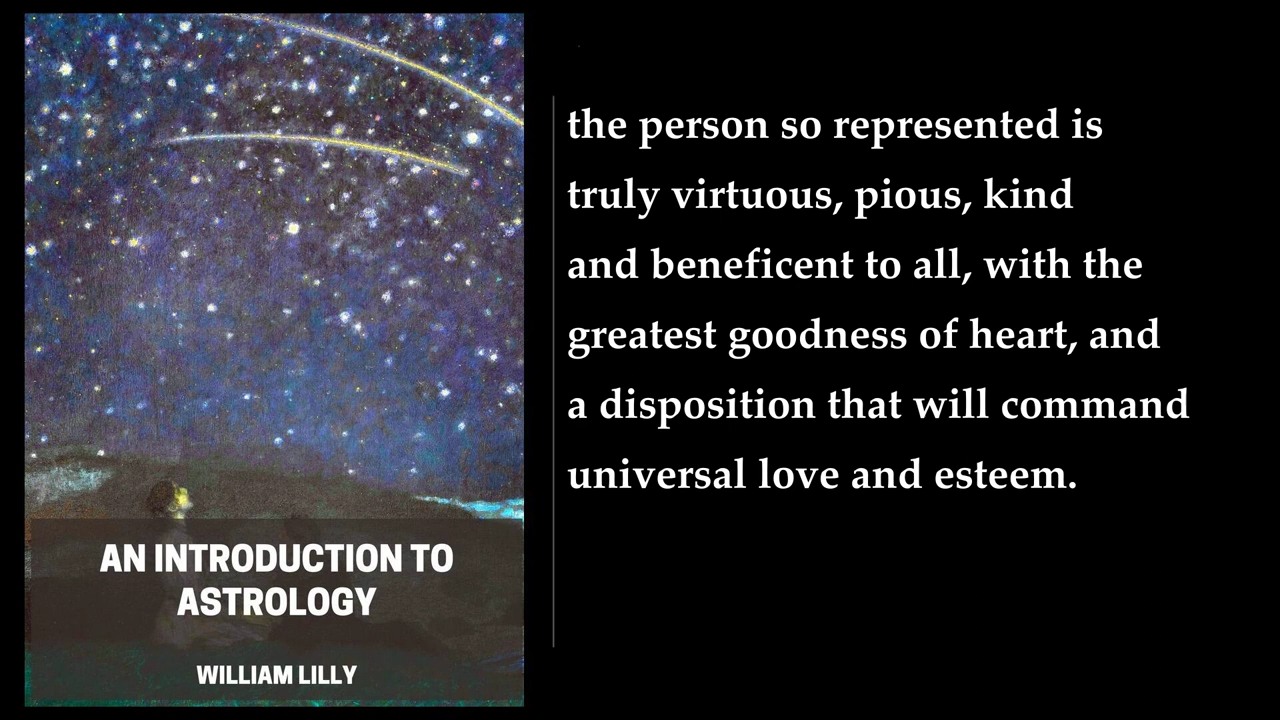 AN INTRODUCTION TO
ASTROLOGY
WILLIAM LILLY
the person so represented is
truly virtuous, pious, kind
and beneficent to all, with the
greatest goodness of heart, and
a disposition that will command
universal love and esteem.